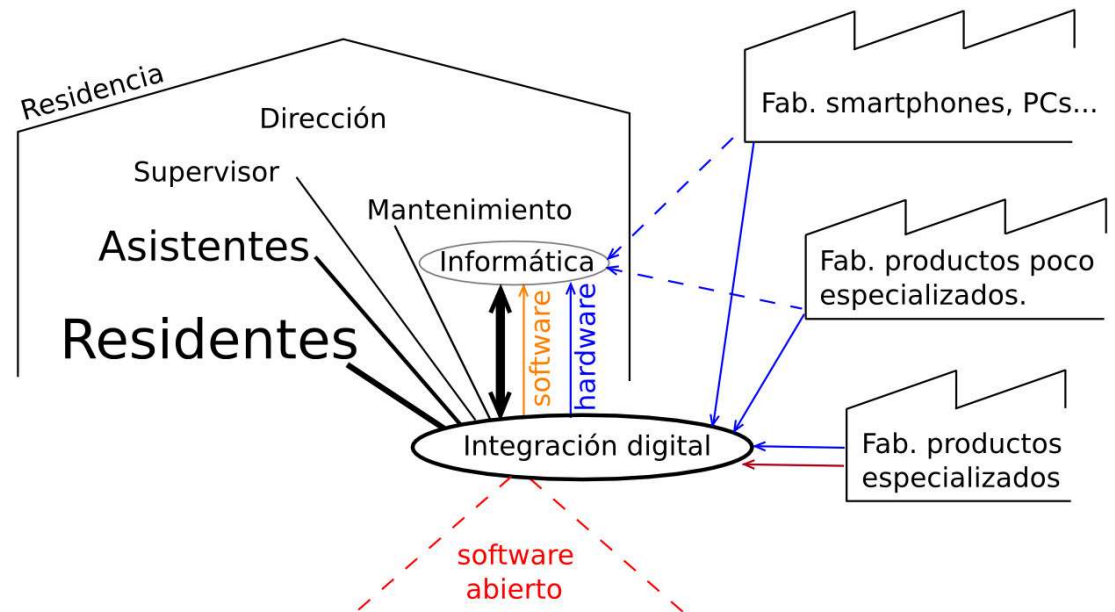 Residencia
Dirección
Supervisor
Mantenimiento
Asistentes
Informática
Residentes
software
hardware
Integración digital
software
abierto
Fab. smartphones, PCs...
Fab. productos poco
especializados.
Fab. productos
especializados